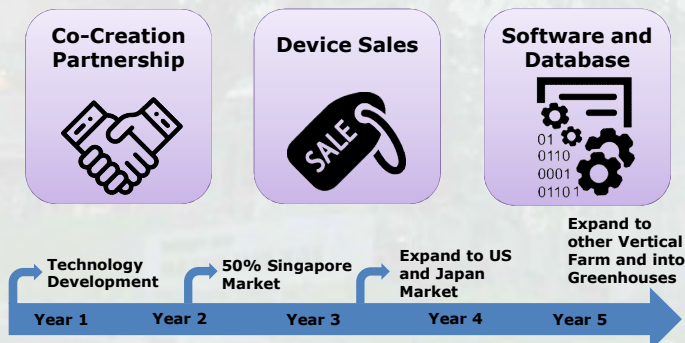 Co-Creation
Partnership
Device Sales
SALE
Software and
Database
01
0110
0001
01101
Technology
Development
50% Singapore
Market
Expand to US
and Japan
Market
Expand to
other Vertical
Farm and into
Greenhouses
Year 1
Year 2
Year 3
Year 4
Year 5